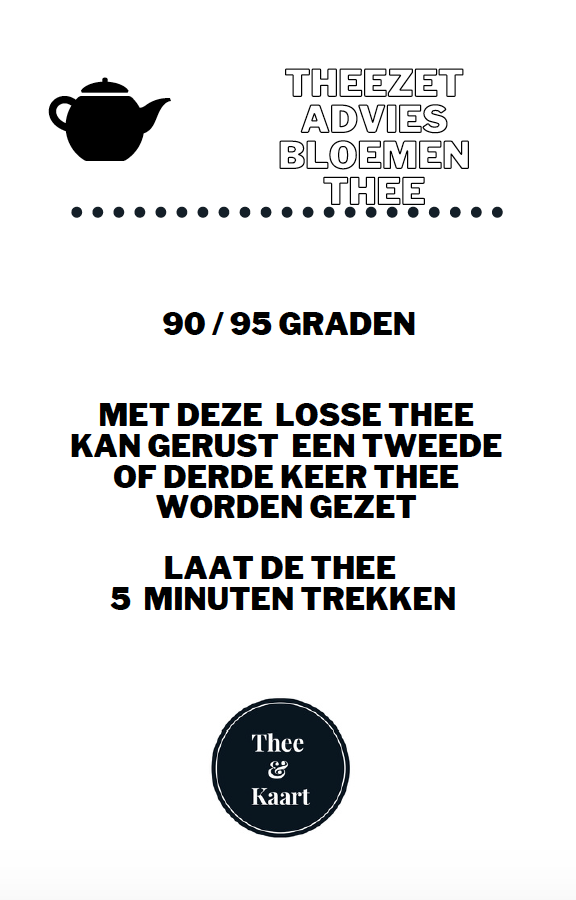 THEEZET
ADVIES
BLOEMEN
THEE
90 / 95 GRADEN
MET DEZE LOSSE THEE
KAN GERUST EEN TWEEDE
OF DERDE KEER THEE
WORDEN GEZET
LAAT DE THEE
5 MINUTEN TREKKEN
Thee
&
Kaart